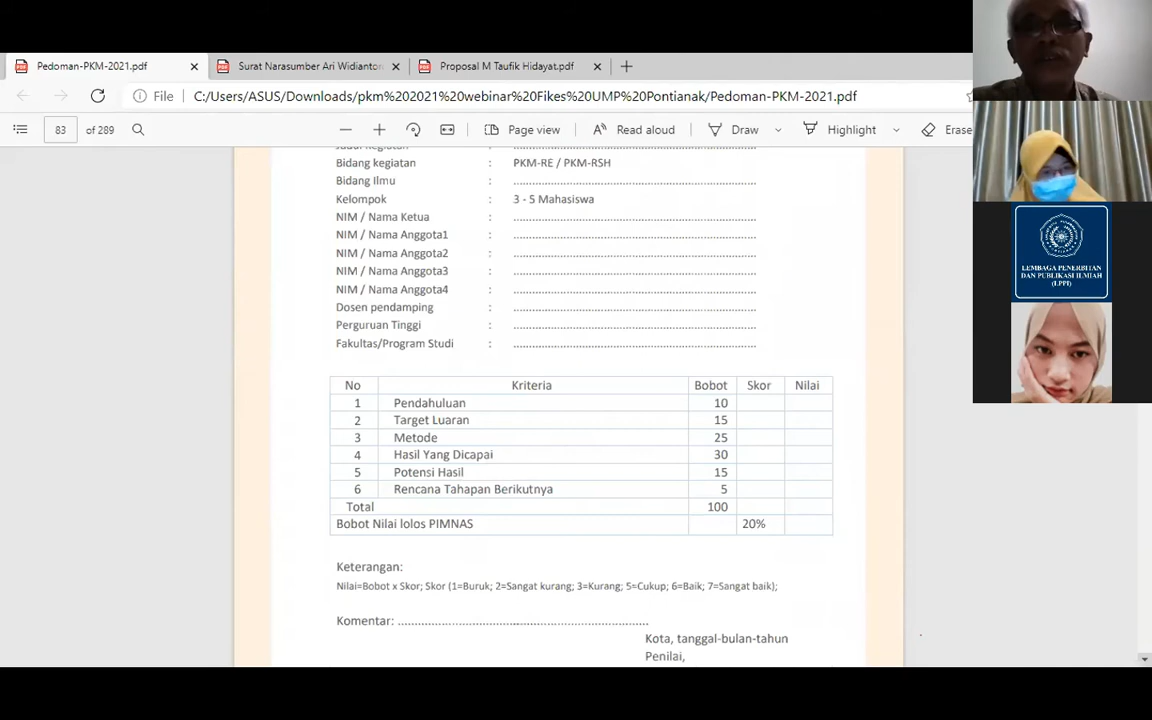 Pedoman-PKM-2021.pdf
Surat Narasumber Ari Widianto
Proposal M Taufik Hidayat.pdf
File
C:/Users/ASUS/Downloads/pkm%202021%20webinar%20Fikes%20UMP%20Pontianak/Pedoman-PKM-2021.pdf
83 of 289
Page view
Read aloud
Draw
Highlight
Erase
Judul Kegiatan : ..........
Bidang kegiatan : PKM-RE / PKM-RSH
Bidang Ilmu : ..........
Kelompok : 3 - 5 Mahasiswa
NIM / Nama Ketua : ..........
NIM / Nama Anggota1 : ..........
NIM / Nama Anggota2 : ..........
NIM / Nama Anggota3 : ..........
NIM / Nama Anggota4 : ..........
Dosen pendamping : ..........
Perguruan Tinggi : ..........
Fakultas/Program Studi : ..........
No Kriteria Bobot Skor Nilai
1 Pendahuluan 10
2 Target Luaran 15
3 Metode 25
4 Hasil Yang Dicapai 30
5 Potensi Hasil 15
6 Rencana Tahapan Berikutnya 5
Total 100
Bobot Nilai lolos PIMNAS 20%
Keterangan:
Nilai=Bobot x Skor; Skor (1=Buruk; 2=Sangat kurang; 3=Kurang; 5=Cukup; 6=Baik; 7=Sangat baik);
Komentar: ..........
Kota, tanggal-bulan-tahun
Penilai,
LEMBAGA PENERBITAN
DAN PUBLIKASI ILMIAH
(LPPI)